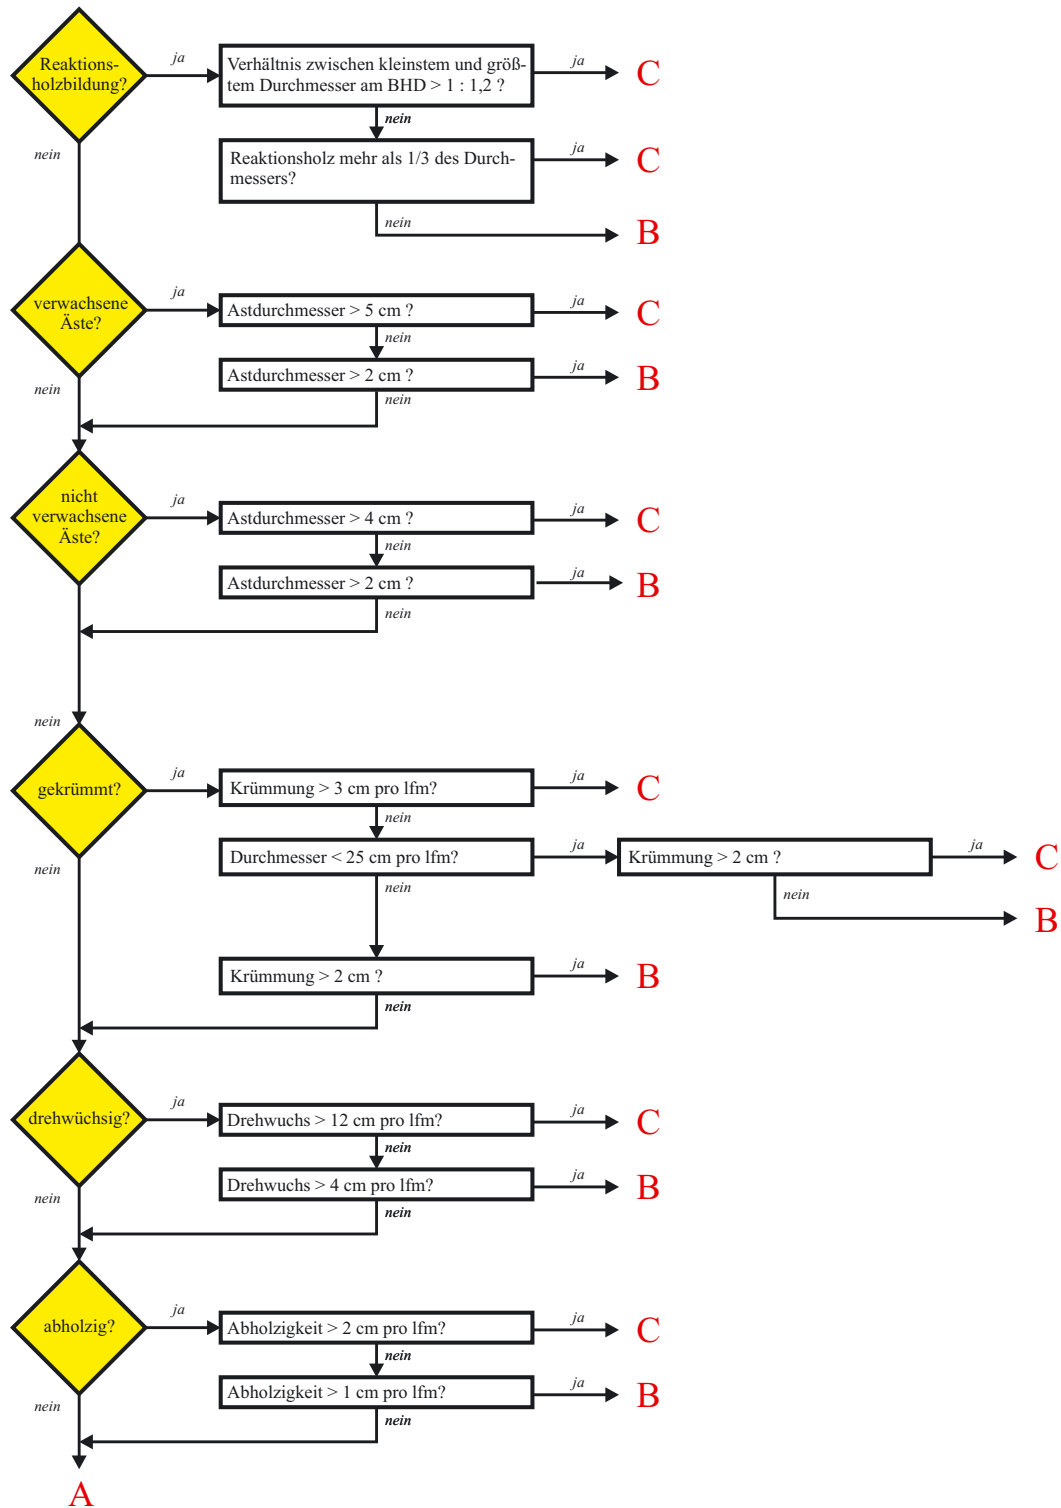 Reaktions-
holzbildung?
ja
Verhältnis zwischen kleinstem und größ-
tem Durchmesser am BHD > 1 : 1,2 ?
ja
C
nein
nein
Reaktionsholz mehr als 1/3 des Durch-
messers?
ja
C
nein
B
verwachsene
Äste?
ja
Astdurchmesser > 5 cm ?
ja
C
nein
Astdurchmesser > 2 cm ?
ja
B
nein
nein
nicht
verwachsene
Äste?
ja
Astdurchmesser > 4 cm ?
ja
C
nein
Astdurchmesser > 2 cm ?
ja
B
nein
nein
gekrümmt?
ja
Krümmung > 3 cm pro lfm?
ja
C
nein
nein
Durchmesser < 25 cm pro lfm?
ja
Krümmung > 2 cm ?
ja
C
nein
nein
B
Krümmung > 2 cm ?
ja
B
nein
drehwüchsig?
ja
Drehwuchs > 12 cm pro lfm?
ja
C
nein
nein
Drehwuchs > 4 cm pro lfm?
ja
B
nein
abholzig?
ja
Abholzigkeit > 2 cm pro lfm?
ja
C
nein
nein
Abholzigkeit > 1 cm pro lfm?
ja
B
nein
A